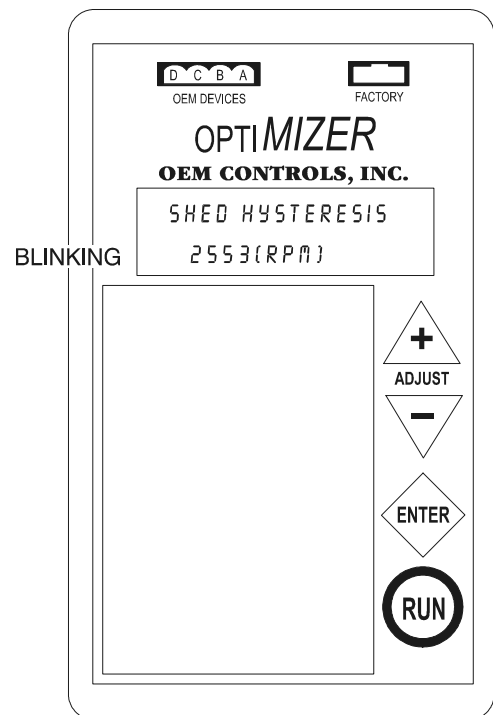 D C B A
OEM DEVICES
FACTORY
OPTIMIZER
OEM CONTROLS, INC.
SHED HYSTERESIS
BLINKING
2553(RPM)
+
ADJUST
−
ENTER
RUN